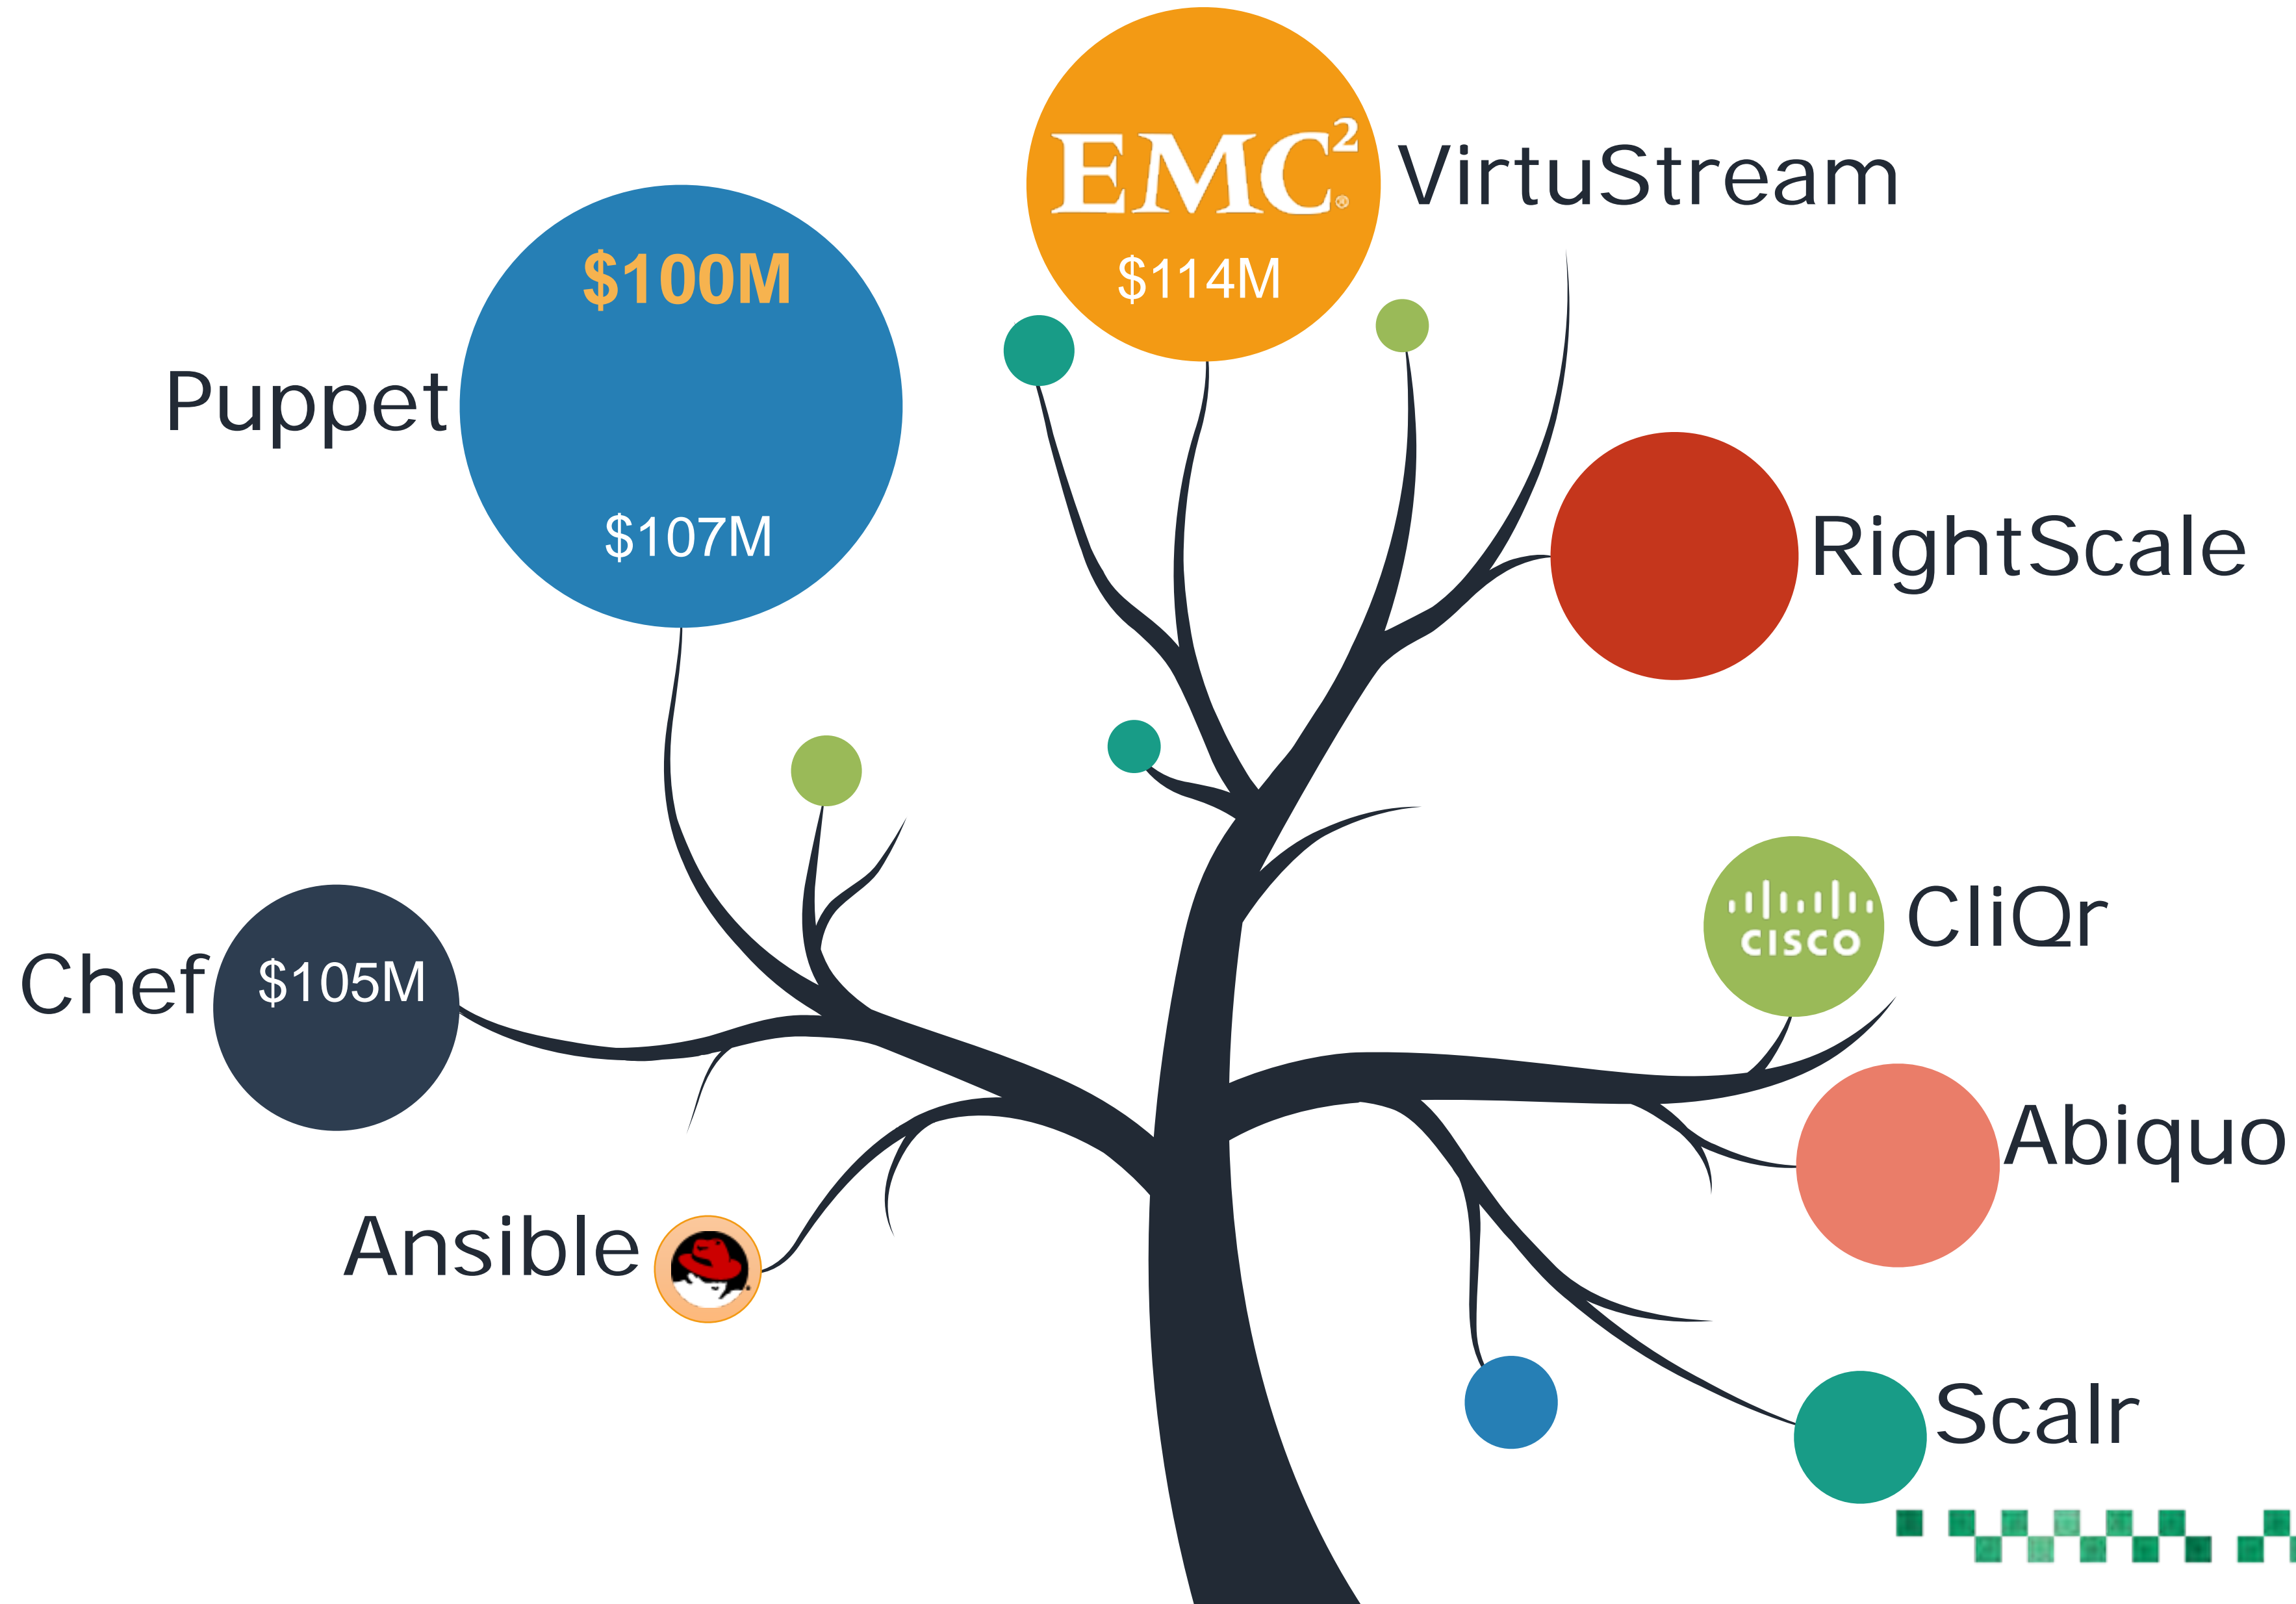 EMC²®
VirtuStream
$114M
$100M
Puppet
$107M
RightScale
CISCO
CliQr
Chef
$105M
Abiquo
Ansible
Scalr